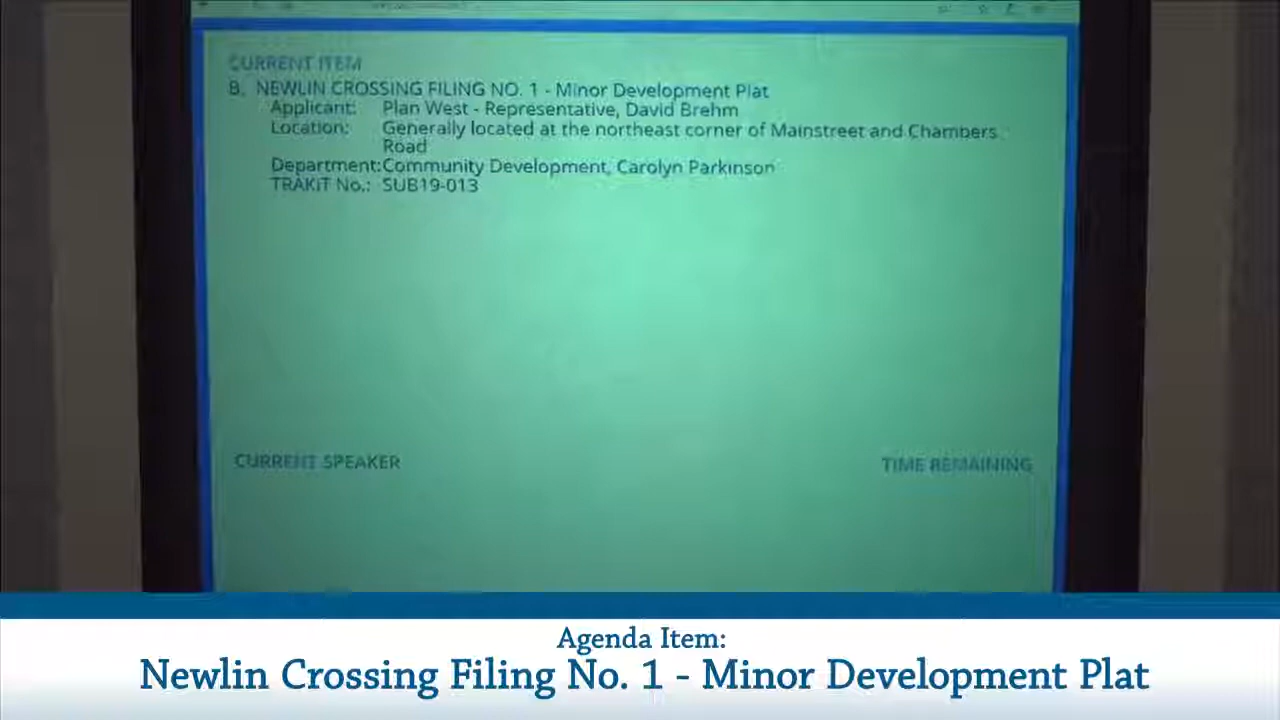 CURRENT ITEM
B. NEWLIN CROSSING FILING NO. 1 - Minor Development Plat
Applicant: Plan West - Representative, David Brehm
Location: Generally located at the northeast corner of Mainstreet and Chambers
Road
Department: Community Development, Carolyn Parkinson
TRAKiT No.: SUB19-013
CURRENT SPEAKER
TIME REMAINING
Agenda Item:
Newlin Crossing Filing No. 1 - Minor Development Plat